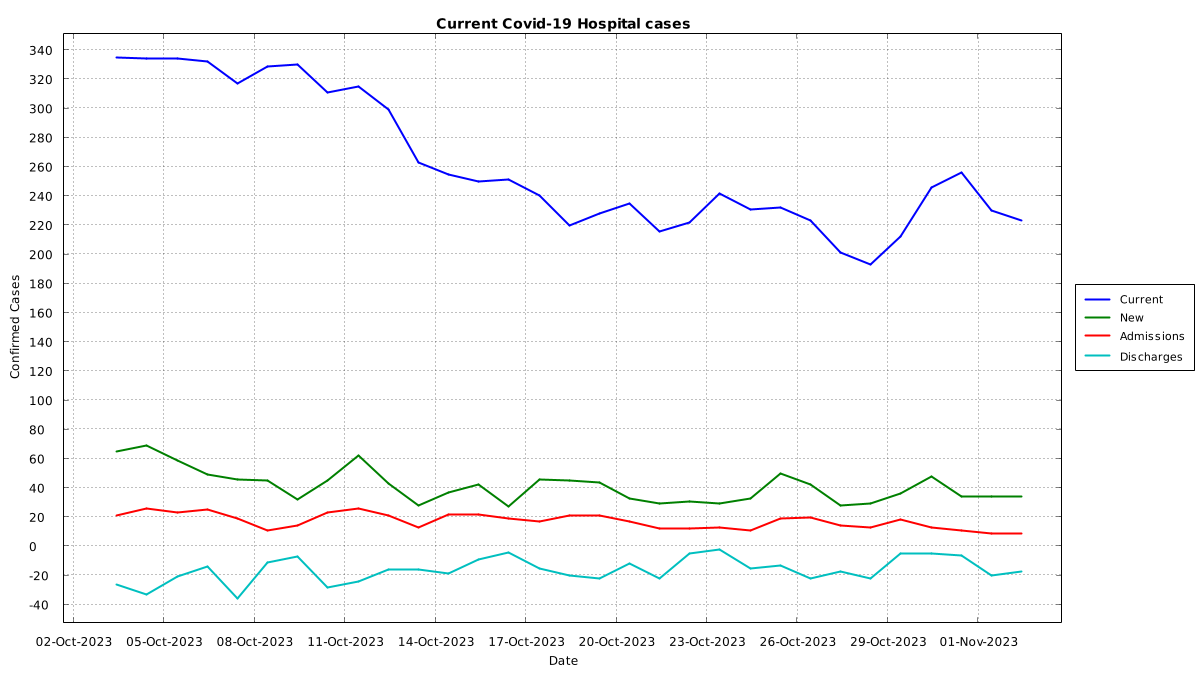 Current Covid-19 Hospital cases
340
320
300
280
260
240
220
200
180
160
140
120
100
80
60
40
20
0
-20
-40
Confirmed Cases
02-Oct-2023 05-Oct-2023 08-Oct-2023 11-Oct-2023 14-Oct-2023 17-Oct-2023 20-Oct-2023 23-Oct-2023 26-Oct-2023 29-Oct-2023 01-Nov-2023
Date
Current
New
Admissions
Discharges